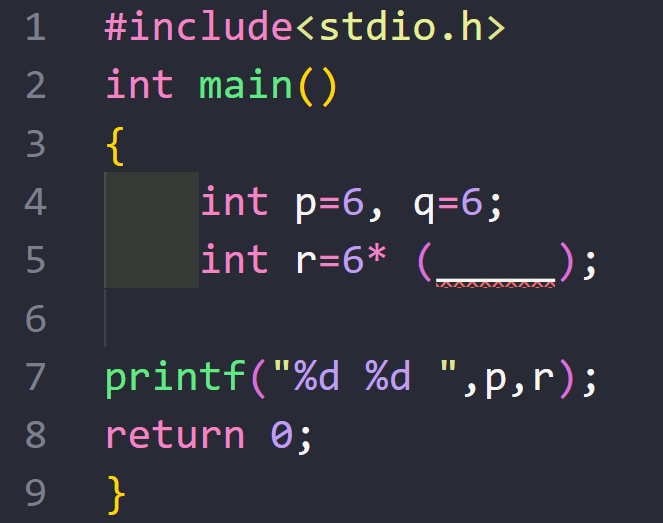 1 #include<stdio.h>
2 int main()
3 {
4 int p=6, q=6;
5 int r=6* (_____);
6
7 printf("%d %d ",p,r);
8 return 0;
9 }